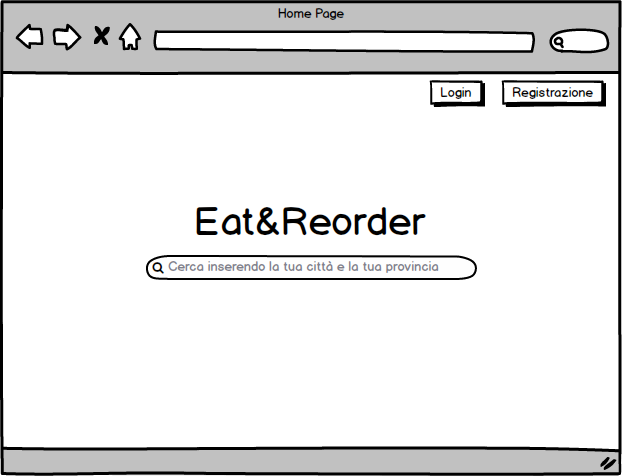 Home Page
Login
Registrazione
Eat&Reorder
Cerca inserendo la tua città e la tua provincia